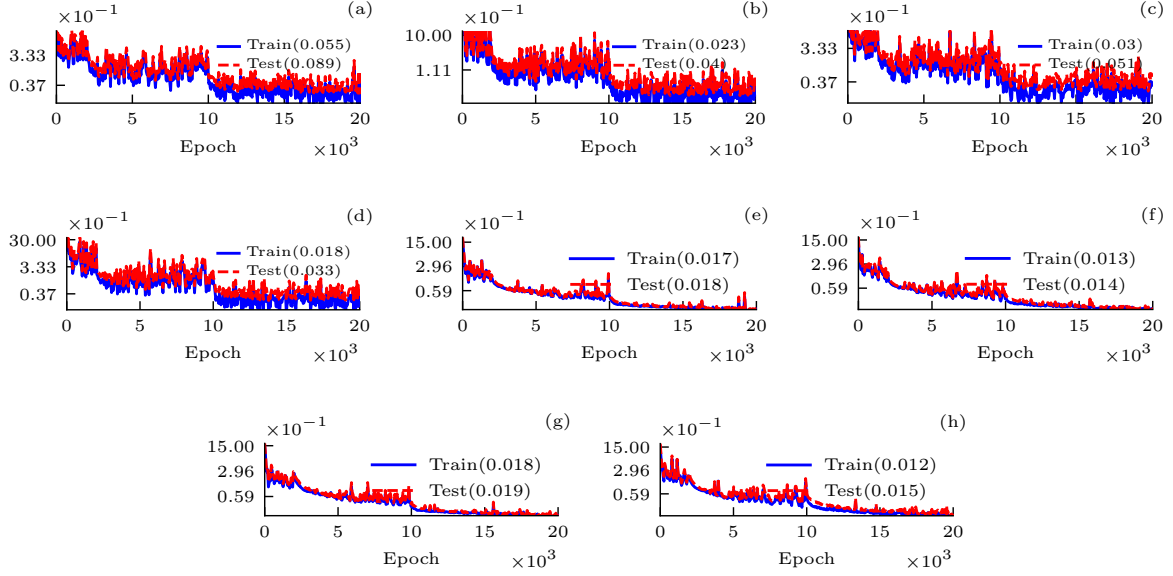 ×10⁻¹ (a)
Train(0.055)
3.33
Test(0.089)
0.37
0 5 10 15 20
Epoch
×10³
×10⁻¹ (b)
10.00
Train(0.023)
Test(0.04)
1.11
0 5 10 15 20
Epoch
×10³
×10⁻¹ (c)
3.33
Train(0.03)
Test(0.051)
0.37
0 5 10 15 20
Epoch
×10³
×10⁻¹ (d)
30.00
Train(0.018)
3.33
Test(0.033)
0.37
0 5 10 15 20
Epoch
×10³
×10⁻¹ (e)
15.00
Train(0.017)
2.96
Test(0.018)
0.59
0 5 10 15 20
Epoch
×10³
×10⁻¹ (f)
15.00
Train(0.013)
2.96
Test(0.014)
0.59
0 5 10 15 20
Epoch
×10³
×10⁻¹ (g)
15.00
Train(0.018)
2.96
Test(0.019)
0.59
0 5 10 15 20
Epoch
×10³
×10⁻¹ (h)
15.00
Train(0.012)
2.96
Test(0.015)
0.59
0 5 10 15 20
Epoch
×10³